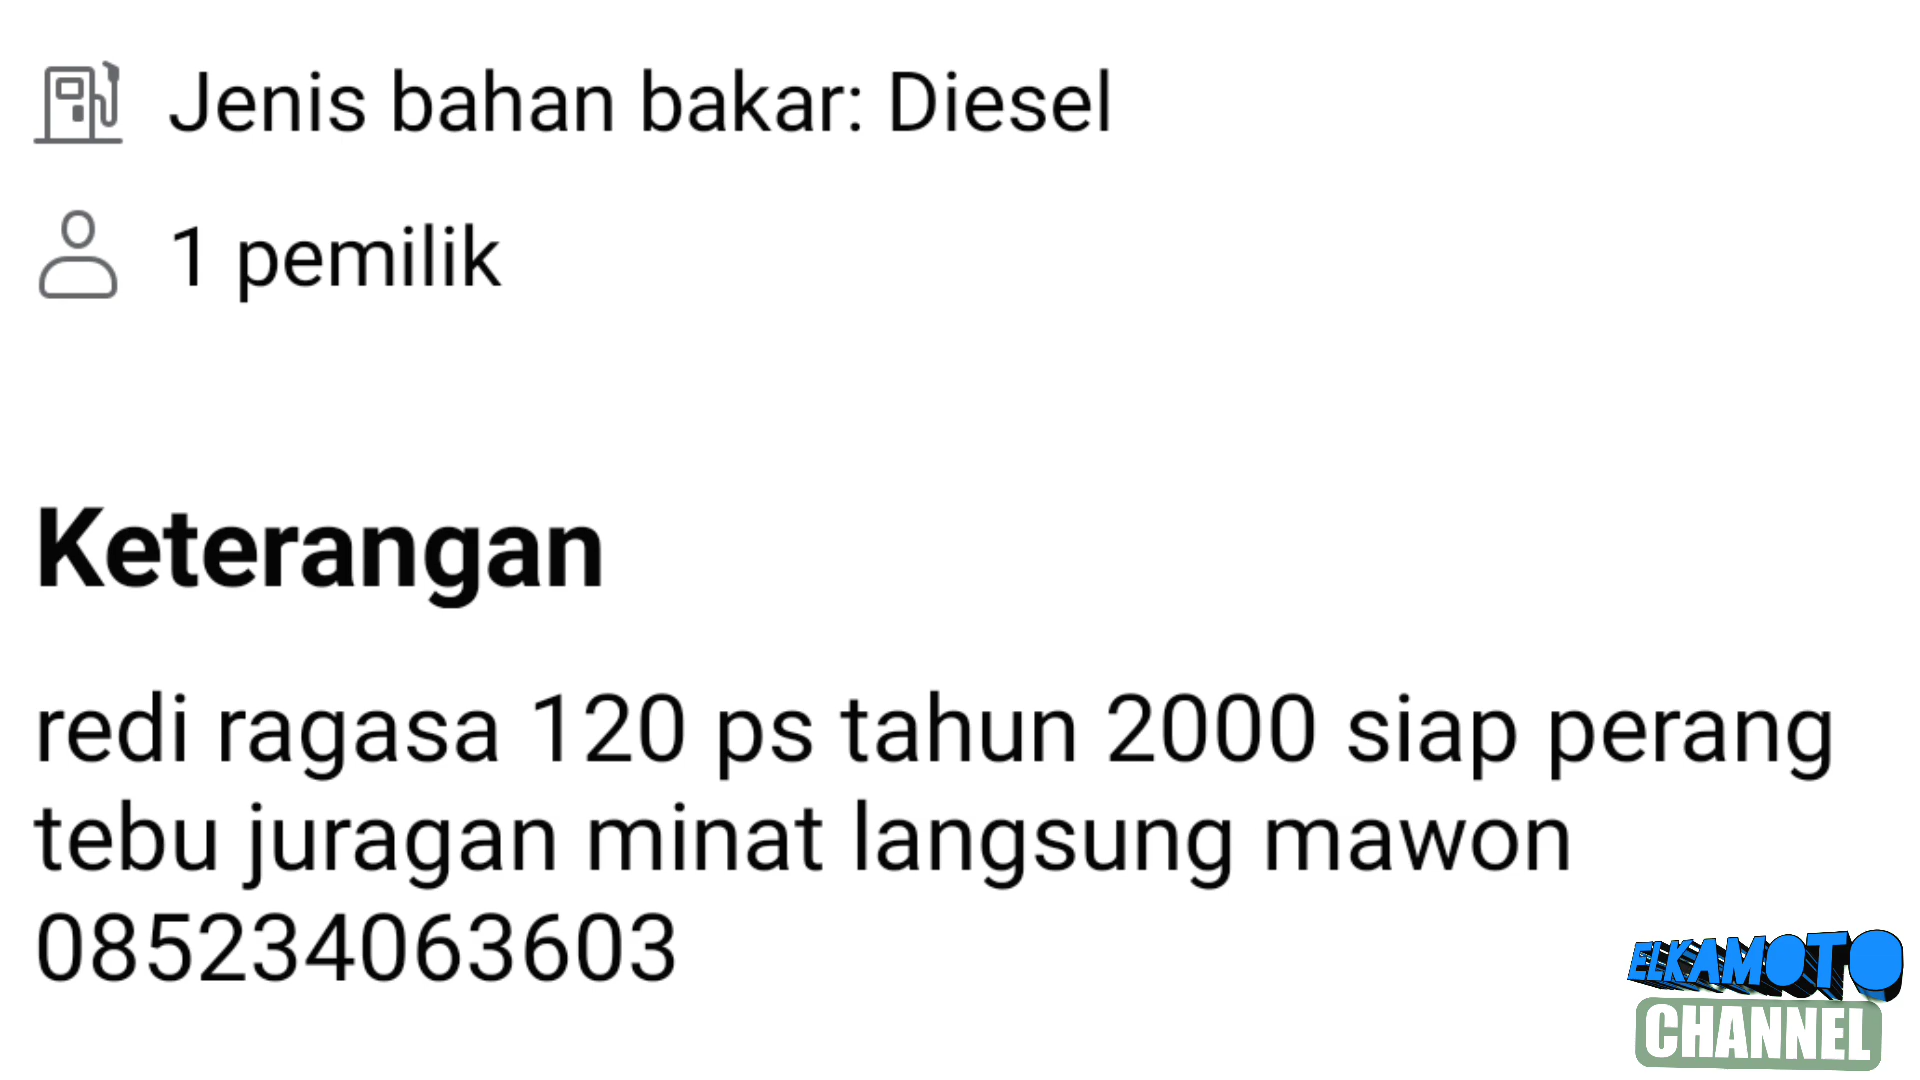 Jenis bahan bakar: Diesel
1 pemilik
Keterangan
redi ragasa 120 ps tahun 2000 siap perang
tebu juragan minat langsung mawon
085234063603
ELKAMOTO
CHANNEL